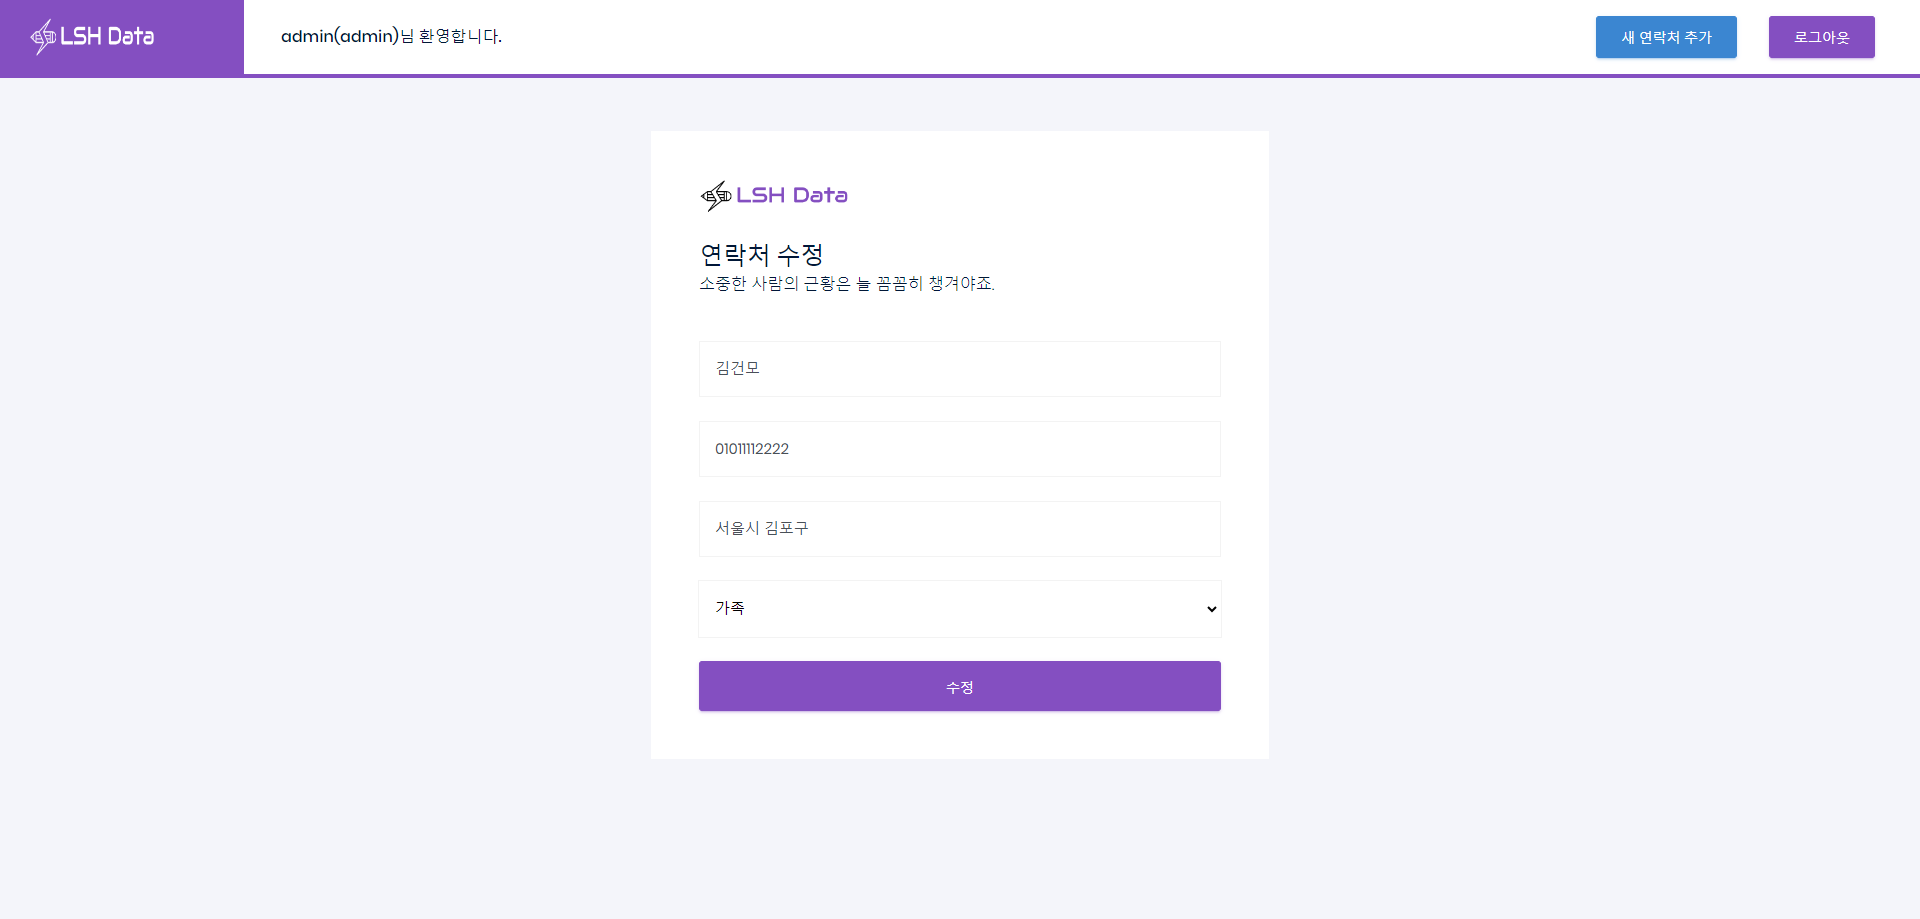 LSH Data
admin(admin)님 환영합니다.
새 연락처 추가
로그아웃
LSH Data
연락처 수정
소중한 사람의 근황은 늘 꼼꼼히 챙겨야죠.
김건모
01011112222
서울시 김포구
가족
수정